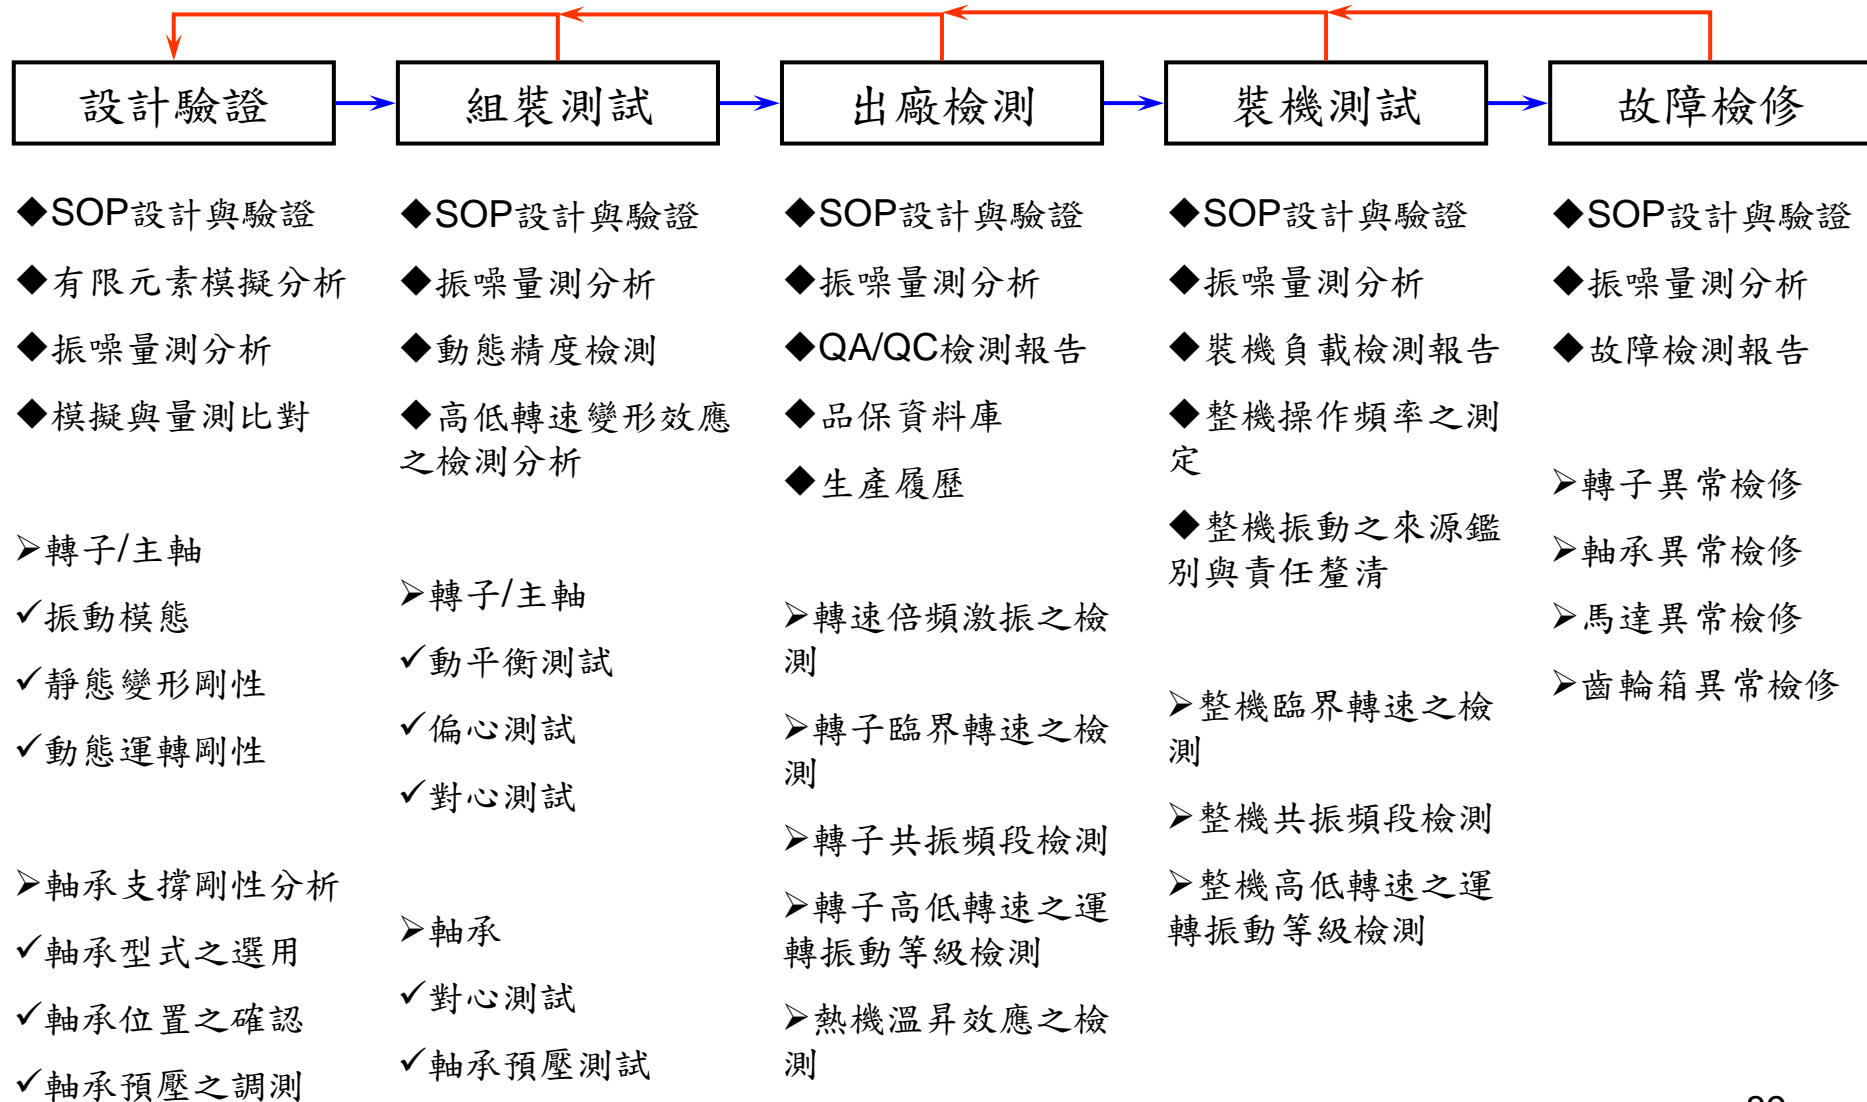 設計驗證
組裝測試
出廠檢測
裝機測試
故障檢修
◆SOP設計與驗證
◆有限元素模擬分析
◆振噪量測分析
◆模擬與量測比對
➢轉子/主軸
✓振動模態
✓靜態變形剛性
✓動態運轉剛性
➢軸承支撐剛性分析
✓軸承型式之選用
✓軸承位置之確認
✓軸承預壓之調測
◆SOP設計與驗證
◆振噪量測分析
◆動態精度檢測
◆高低轉速變形效應
之檢測分析
➢轉子/主軸
✓動平衡測試
✓偏心測試
✓對心測試
➢軸承
✓對心測試
✓軸承預壓測試
◆SOP設計與驗證
◆振噪量測分析
◆QA/QC檢測報告
◆品保資料庫
◆生產履歷
➢轉速倍頻激振之檢
測
➢轉子臨界轉速之檢
測
➢轉子共振頻段檢測
➢轉子高低轉速之運
轉振動等級檢測
➢熱機溫昇效應之檢
測
◆SOP設計與驗證
◆振噪量測分析
◆裝機負載檢測報告
◆整機操作頻率之測
定
◆整機振動之來源鑑
別與責任釐清
➢整機臨界轉速之檢
測
➢整機共振頻段檢測
➢整機高低轉速之運
轉振動等級檢測
◆SOP設計與驗證
◆振噪量測分析
◆故障檢測報告
➢轉子異常檢修
➢軸承異常檢修
➢馬達異常檢修
➢齒輪箱異常檢修